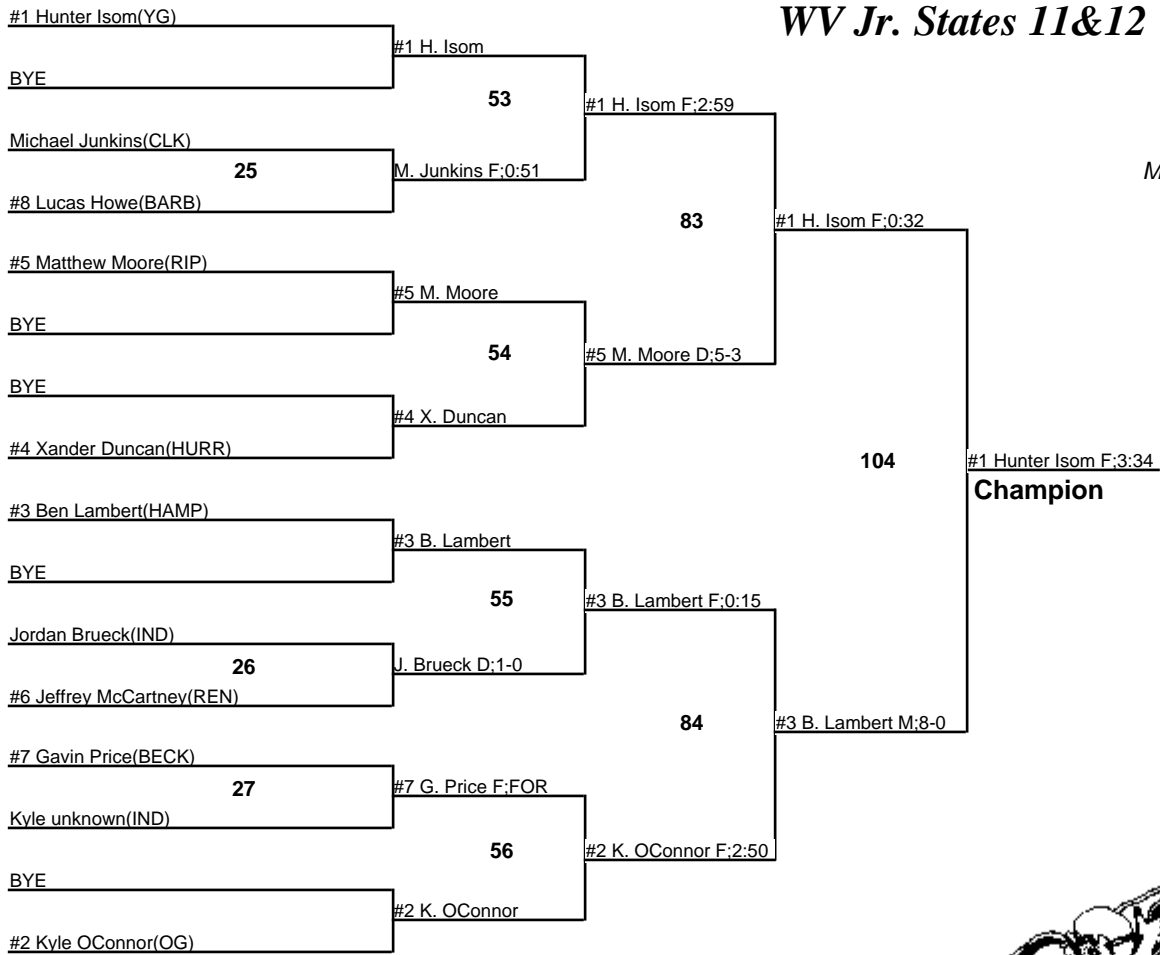 WV Jr. States 11&12
#1 Hunter Isom(YG)
#1 H. Isom
BYE
53
#1 H. Isom F;2:59
Michael Junkins(CLK)
25
M. Junkins F;0:51
M
#8 Lucas Howe(BARB)
83
#1 H. Isom F;0:32
#5 Matthew Moore(RIP)
#5 M. Moore
BYE
54
#5 M. Moore D;5-3
BYE
#4 X. Duncan
#4 Xander Duncan(HURR)
104
#1 Hunter Isom F;3:34
Champion
#3 Ben Lambert(HAMP)
#3 B. Lambert
BYE
55
#3 B. Lambert F;0:15
Jordan Brueck(IND)
26
J. Brueck D;1-0
#6 Jeffrey McCartney(REN)
84
#3 B. Lambert M;8-0
#7 Gavin Price(BECK)
27
#7 G. Price F;FOR
Kyle unknown(IND)
56
#2 K. OConnor F;2:50
BYE
#2 K. OConnor
#2 Kyle OConnor(OG)